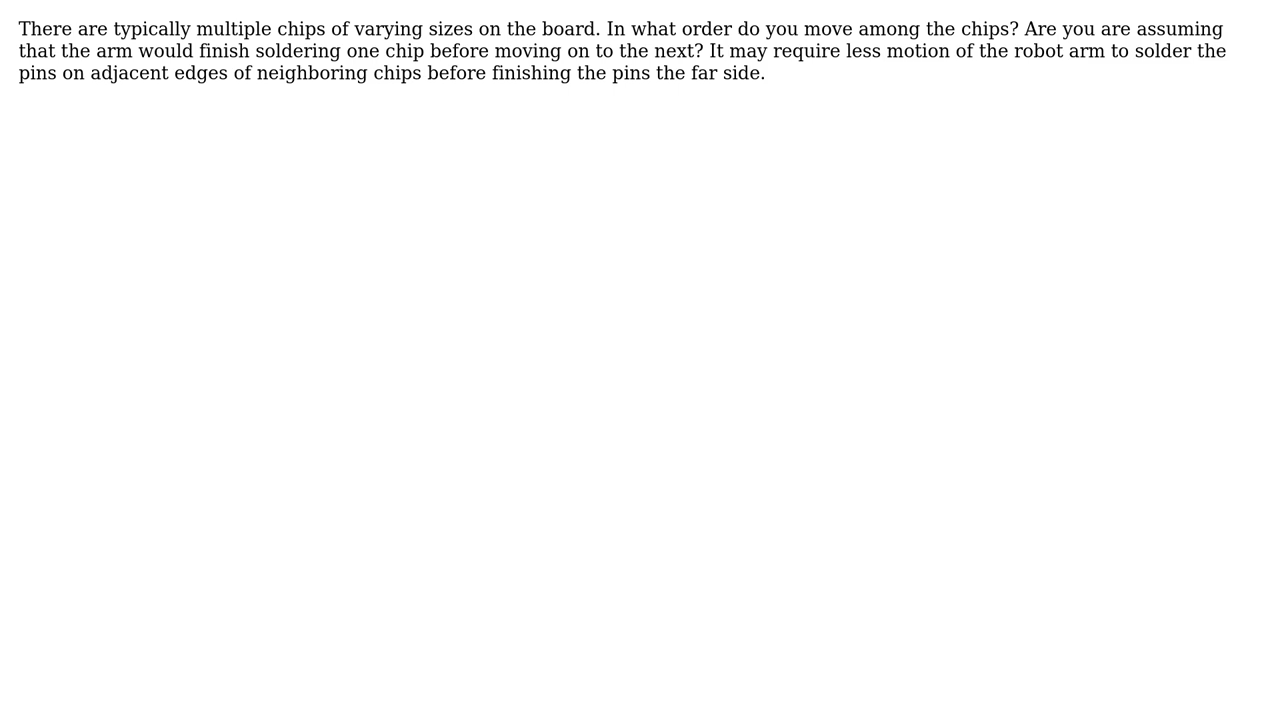 There are typically multiple chips of varying sizes on the board. In what order do you move among the chips? Are you are assuming
that the arm would finish soldering one chip before moving on to the next? It may require less motion of the robot arm to solder the
pins on adjacent edges of neighboring chips before finishing the pins the far side.